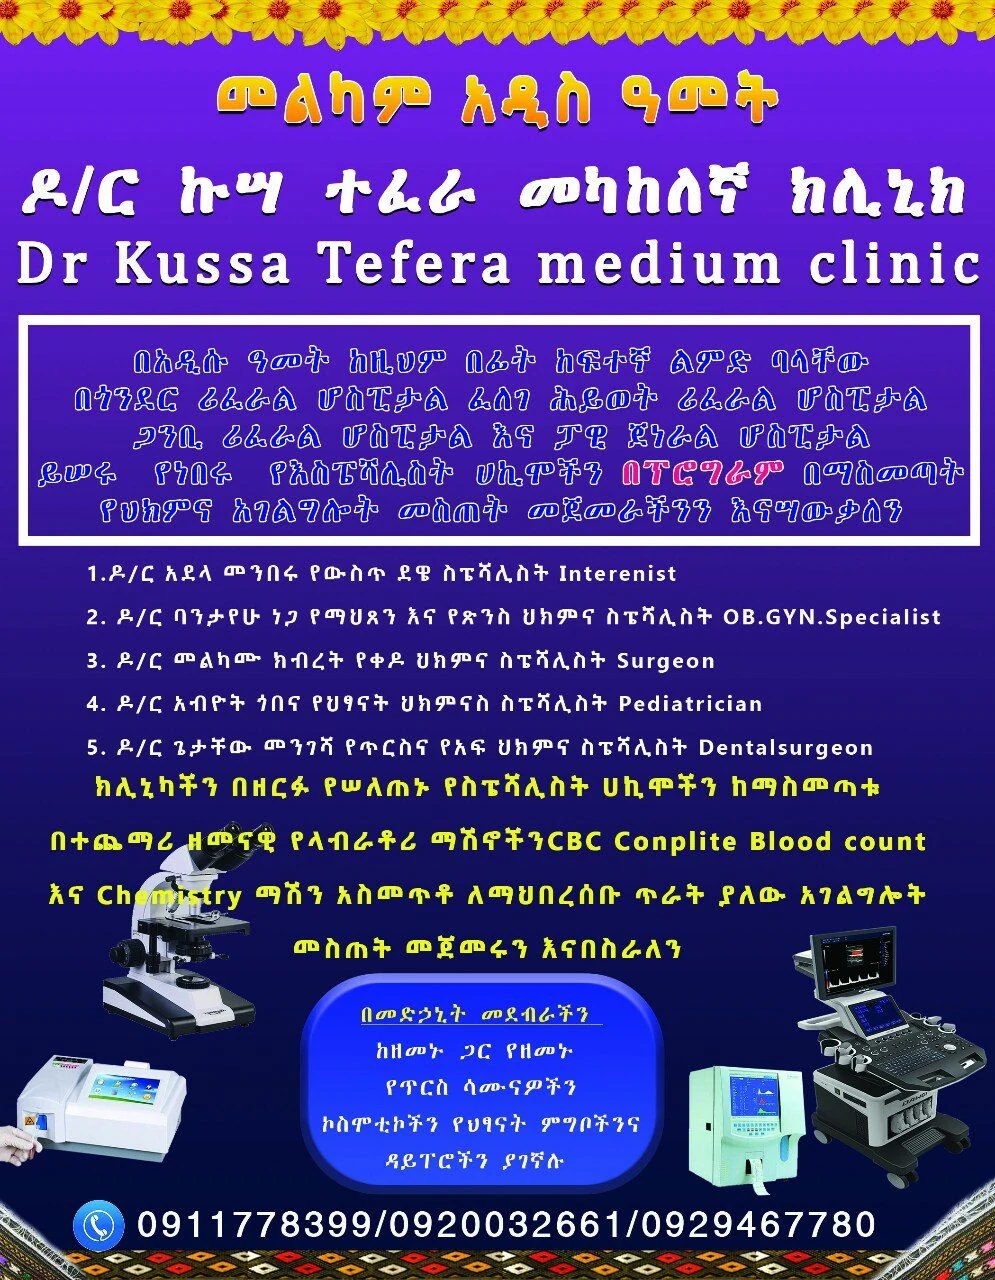 መልካም አዲስ ዓመት
ዶ/ር ኩሣ ተፈራ መካከለኛ ክሊኒክ
Dr Kussa Tefera medium clinic
በአዲሱ ዓመት ከዚህም በፊት ከፍተኛ ልምድ ባላቸው
በጎንደር ሪፈራል ሆስፒታል ፈለገ ሕይወት ሪፈራል ሆስፒታል
ጋንቢ ሪፈራል ሆስፒታል እና ፓዊ ጀነራል ሆስፒታል
ይሠሩ የነበሩ የእስፔሻሊስት ሀኪሞችን በፕሮግራም በማስመጣት
የህክምና አገልግሎት መስጠት መጀመራችንን እናሣውቃለን
1.ዶ/ር አደላ መንበሩ የውስጥ ደዌ ስፔሻሊስት Interenist
2. ዶ/ር ባንታየሁ ነጋ የማህጸን እና የጽንስ ህክምና ስፔሻሊስት OB.GYN.Specialist
3. ዶ/ር መልካሙ ክብረት የቀዶ ህክምና ስፔሻሊስት Surgeon
4. ዶ/ር አብዮት ጎበና የህፃናት ህክምናስ ስፔሻሊስት Pediatrician
5. ዶ/ር ጌታቸው መንገሻ የጥርስና የአፍ ህክምና ስፔሻሊስት Dentalsurgeon
ክሊኒካችን በዘርፉ የሠለጠኑ የስፔሻሊስት ሀኪሞችን ከማስመጣቱ
በተጨማሪ ዘመናዊ የላብራቶሪ ማሽኖችንCBC Conplite Blood count
እና Chemistry ማሽን አስመጥቶ ለማህበረሰቡ ጥራት ያለው አገልግሎት
መስጠት መጀመሩን እናበስራለን
በመድኃኒት መደብራችን
ከዘመኑ ጋር የዘመኑ
የጥርስ ሳሙናዎችን
ኮስሞቲኮችን የህፃናት ምግቦችንና
ዳይፐሮችን ያገኛሉ
0911778399/0920032661/0929467780